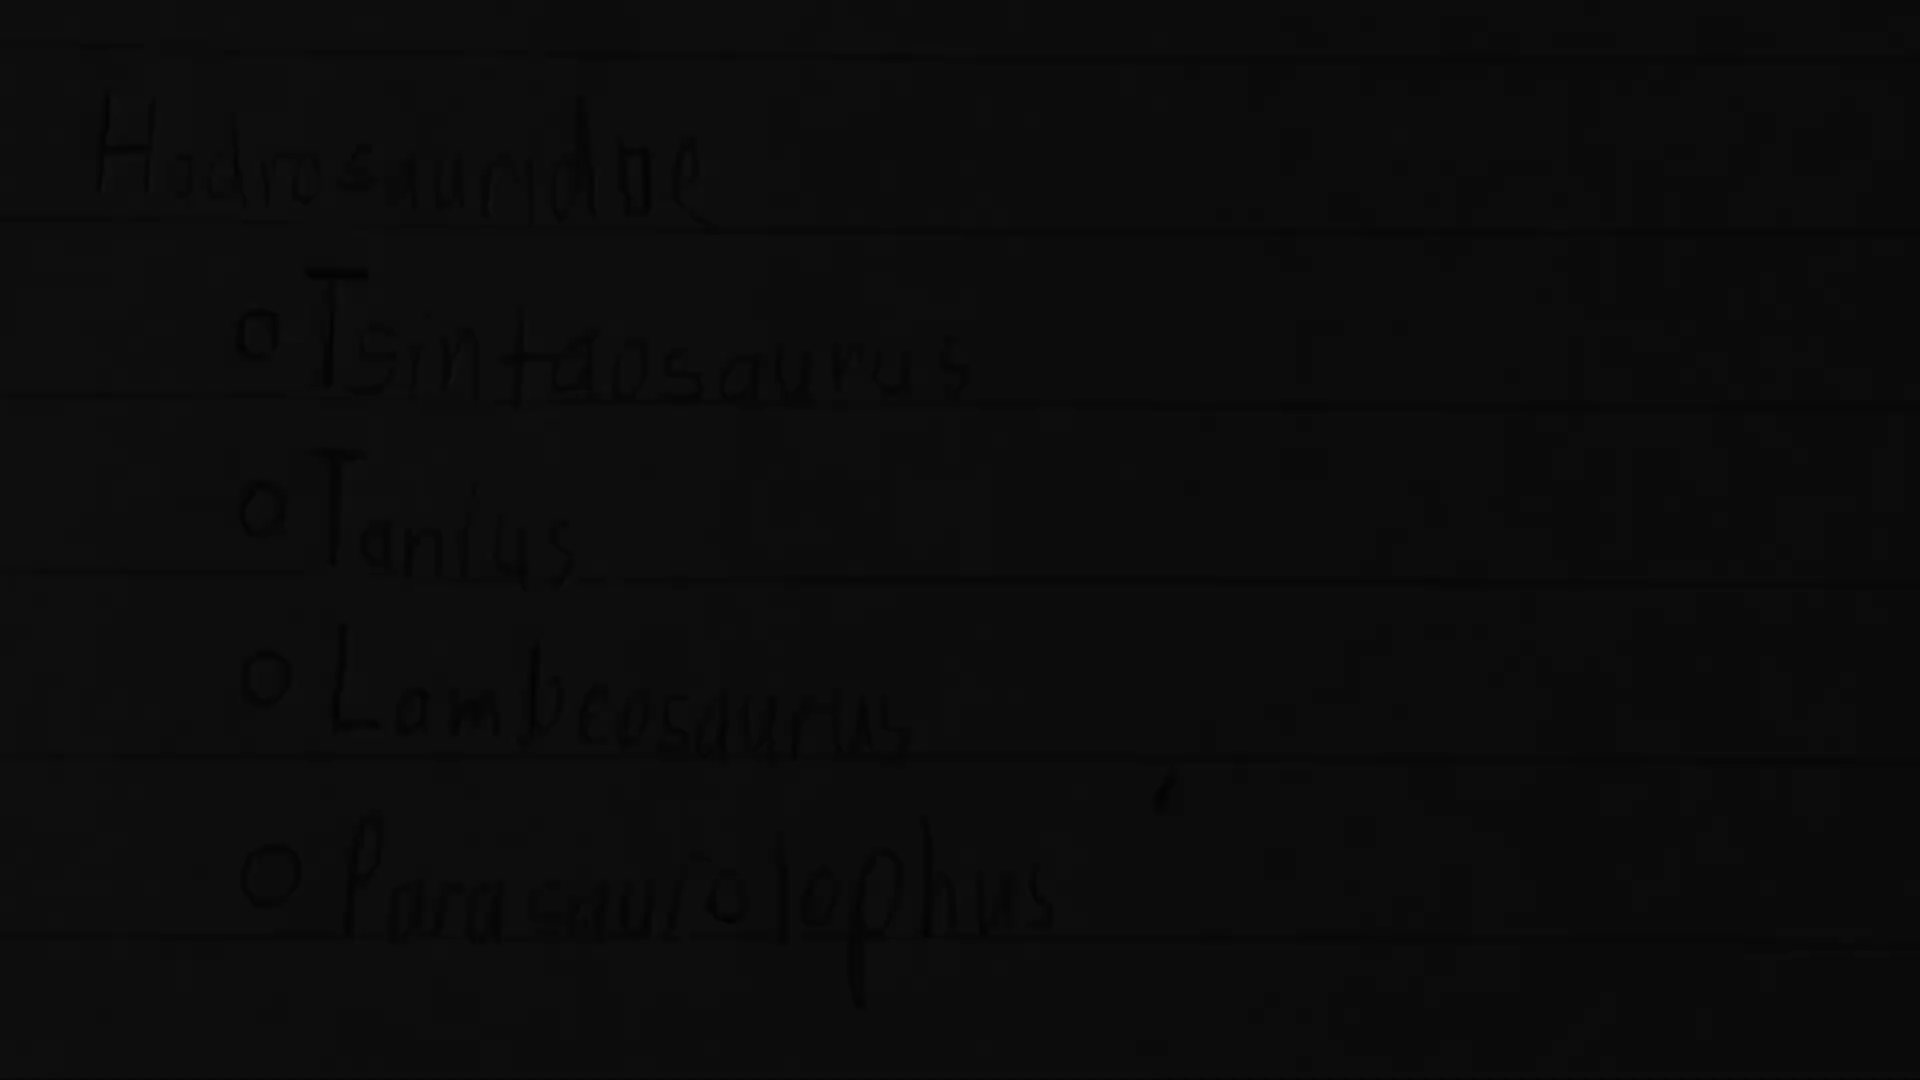 Hadrosauridae
o Tsintaosaurus
o Tanius
o Lambeosaurus
o Parasaurolophus